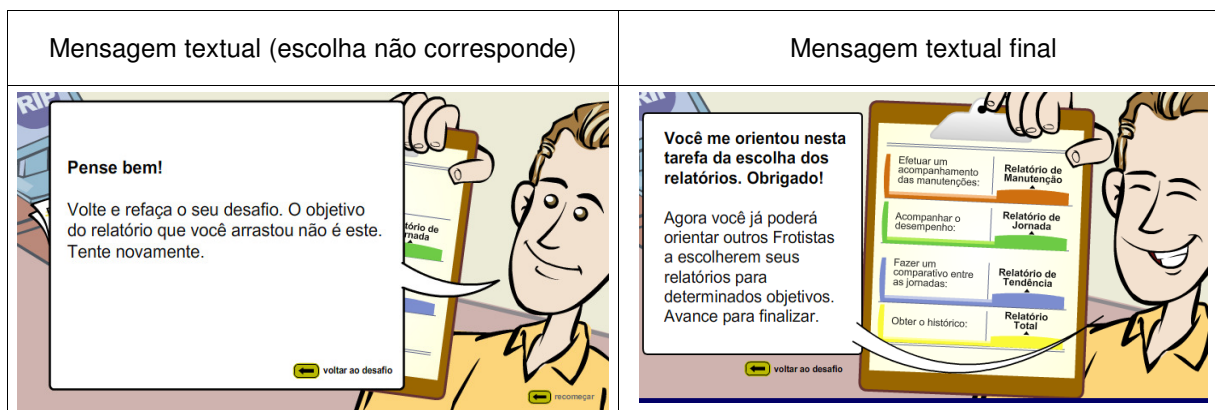 Mensagem textual (escolha não corresponde)
Mensagem textual final
RIP
Pense bem!
Volte e refaça o seu desafio. O objetivo
do relatório que você arrastou não é este.
Tente novamente.
tório de
rnada
voltar ao desafio
recomeçar
Você me orientou nesta
tarefa da escolha dos
relatórios. Obrigado!
Agora você já poderá
orientar outros Frotistas
a escolherem seus
relatórios para
determinados objetivos.
Avance para finalizar.
voltar ao desafio
Efetuar um
acompanhamento
das manutenções:
Relatório de
Manutenção
Acompanhar o
desempenho:
Relatório de
Jornada
Fazer um
comparativo entre
as jornadas:
Relatório de
Tendência
Obter o histórico:
Relatório
Total